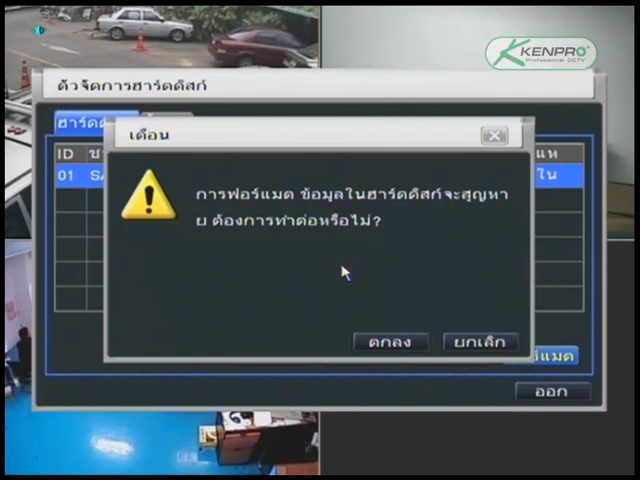 KENPRO
Professional CCTV
ตัวจัดการฮาร์ดดิสก์
ฮาร์ดดิ
เตือน
ID
แห
01
ใน
การฟอร์แมต ข้อมูลในฮาร์ดดิสก์จะสูญหา
ย ต้องการทำต่อหรือไม่?
ตกลง
ยกเลิก
ร์แมต
ออก